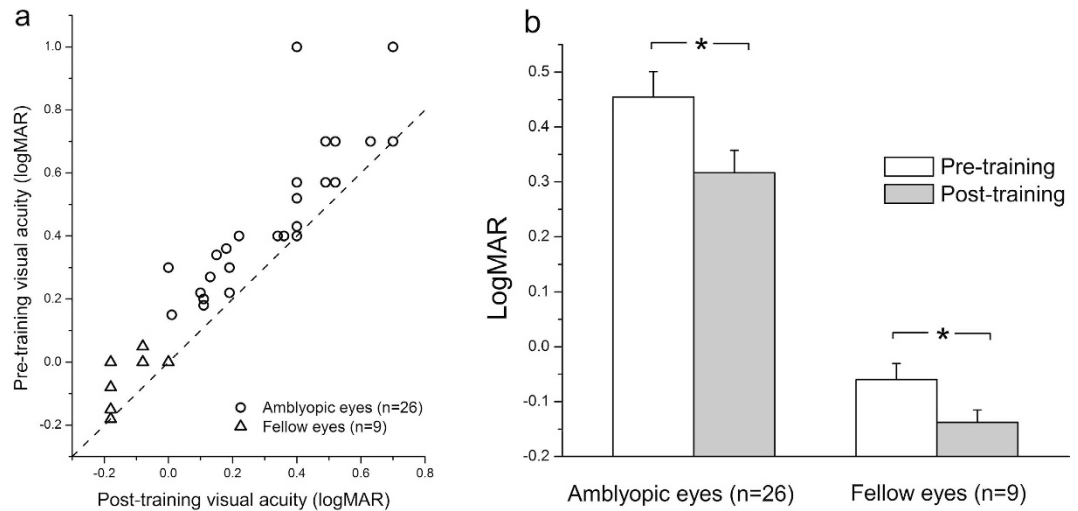 a
1.0
0.8
0.6
0.4
0.2
0.0
-0.2
Pre-training visual acuity (logMAR)
Amblyopic eyes (n=26)
Fellow eyes (n=9)
-0.2 0.0 0.2 0.4 0.6 0.8
Post-training visual acuity (logMAR)
b
*
0.5
0.4
0.3
0.2
0.1
0.0
-0.1
-0.2
LogMAR
Pre-training
Post-training
*
Amblyopic eyes (n=26) Fellow eyes (n=9)